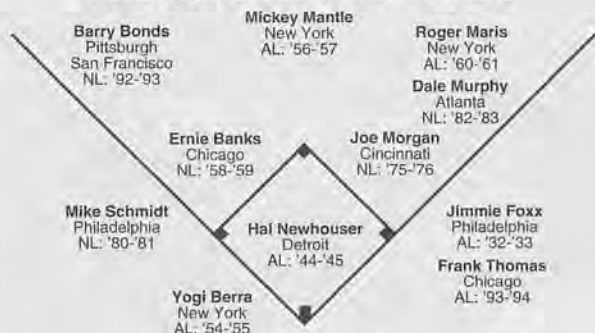 Barry Bonds
Pittsburgh
San Francisco
NL: '92-'93
Mickey Mantle
New York
AL: '56-'57
Roger Maris
New York
AL: '60-'61
Dale Murphy
Atlanta
NL: '82-'83
Ernie Banks
Chicago
NL: '58-'59
Joe Morgan
Cincinnati
NL: '75-'76
Mike Schmidt
Philadelphia
NL: '80-'81
Hal Newhouser
Detroit
AL: '44-'45
Jimmie Foxx
Philadelphia
AL: '32-'33
Frank Thomas
Chicago
AL: '93-'94
Yogi Berra
New York
AL: '54-'55